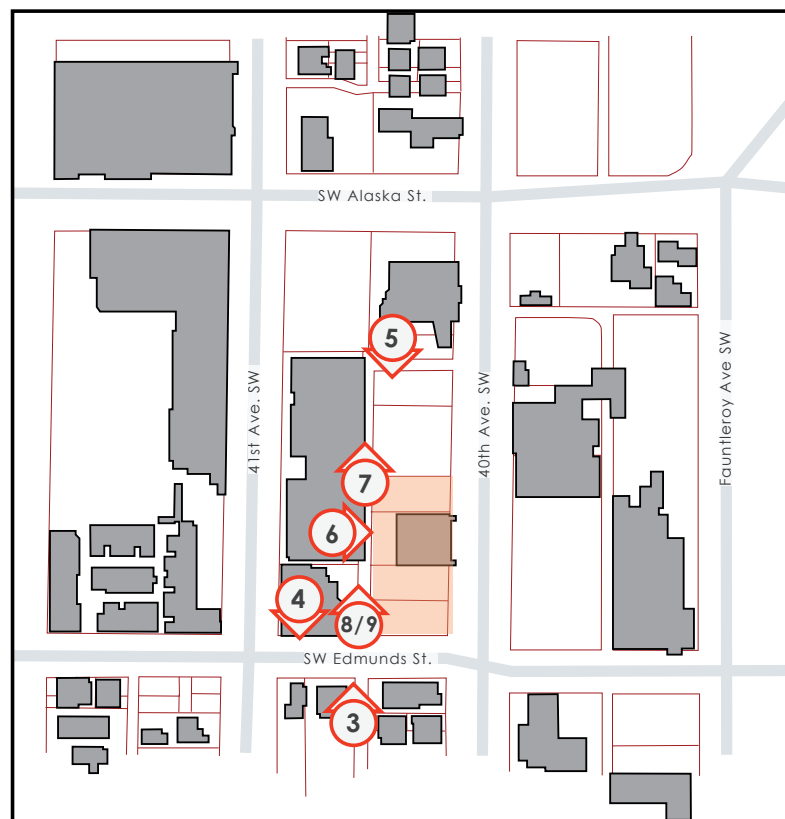 SW Alaska St.
5
41st Ave. SW
40th Ave. SW
Fauntleroy Ave SW
7
6
4
8/9
SW Edmunds St.
3